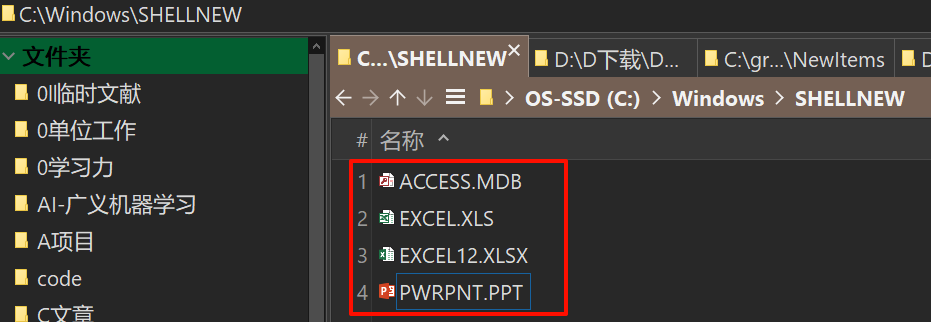 C:\Windows\SHELLNEW
文件夹
0l临时文献
0单位工作
0学习力
AI-广义机器学习
A项目
code
C文章
C...\SHELLNEW
D:\D下载\D...
C:\gr...\NewItems
D
OS-SSD (C:) > Windows > SHELLNEW
# 名称
1 ACCESS.MDB
2 EXCEL.XLS
3 EXCEL12.XLSX
4 PWRPNT.PPT